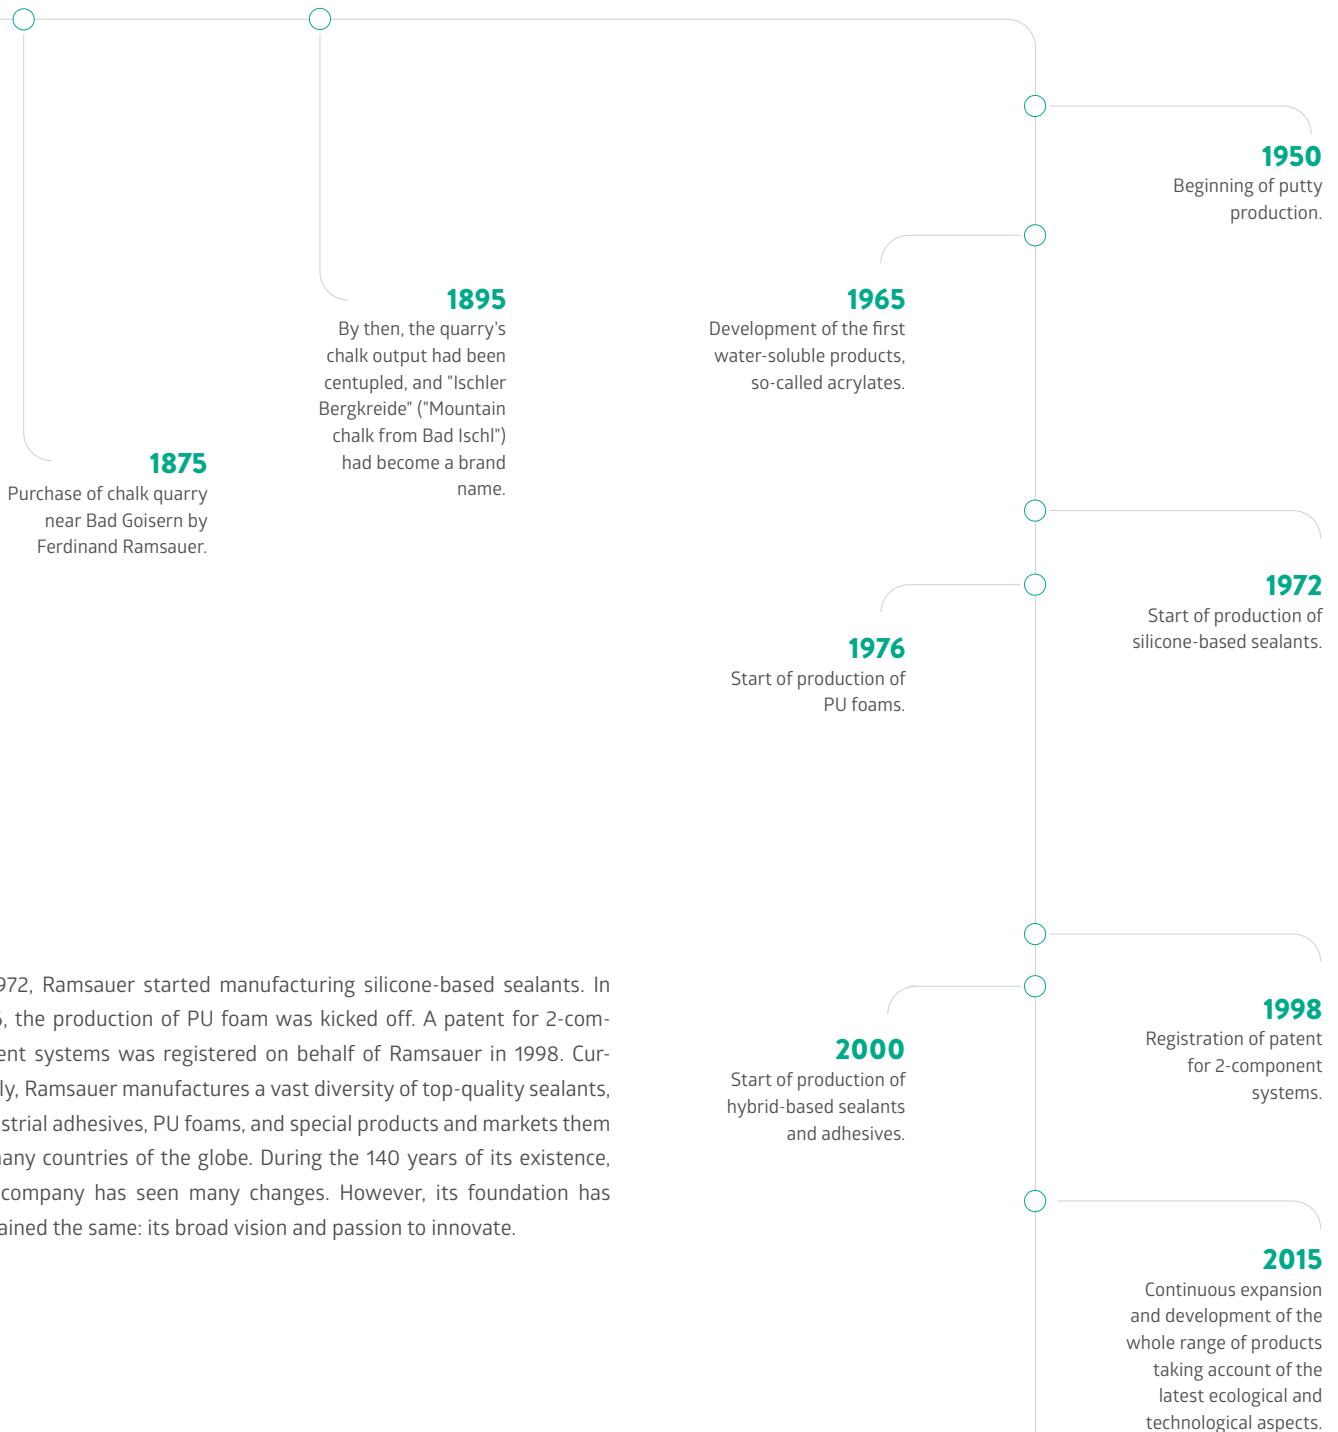 1875
Purchase of chalk quarry
near Bad Goisern by
Ferdinand Ramsauer.
1895
By then, the quarry's
chalk output had been
centupled, and "Ischler
Bergkreide" ("Mountain
chalk from Bad Ischl")
had become a brand
name.
1950
Beginning of putty
production.
1965
Development of the first
water-soluble products,
so-called acrylates.
1972
Start of production of
silicone-based sealants.
1976
Start of production of
PU foams.
1998
Registration of patent
for 2-component
systems.
2000
Start of production of
hybrid-based sealants
and adhesives.
2015
Continuous expansion
and development of the
whole range of products
taking account of the
latest ecological and
technological aspects.
972, Ramsauer started manufacturing silicone-based sealants. In
, the production of PU foam was kicked off. A patent for 2-com-
ent systems was registered on behalf of Ramsauer in 1998. Cur-
ly, Ramsauer manufactures a vast diversity of top-quality sealants,
strial adhesives, PU foams, and special products and markets them
any countries of the globe. During the 140 years of its existence,
company has seen many changes. However, its foundation has
ained the same: its broad vision and passion to innovate.